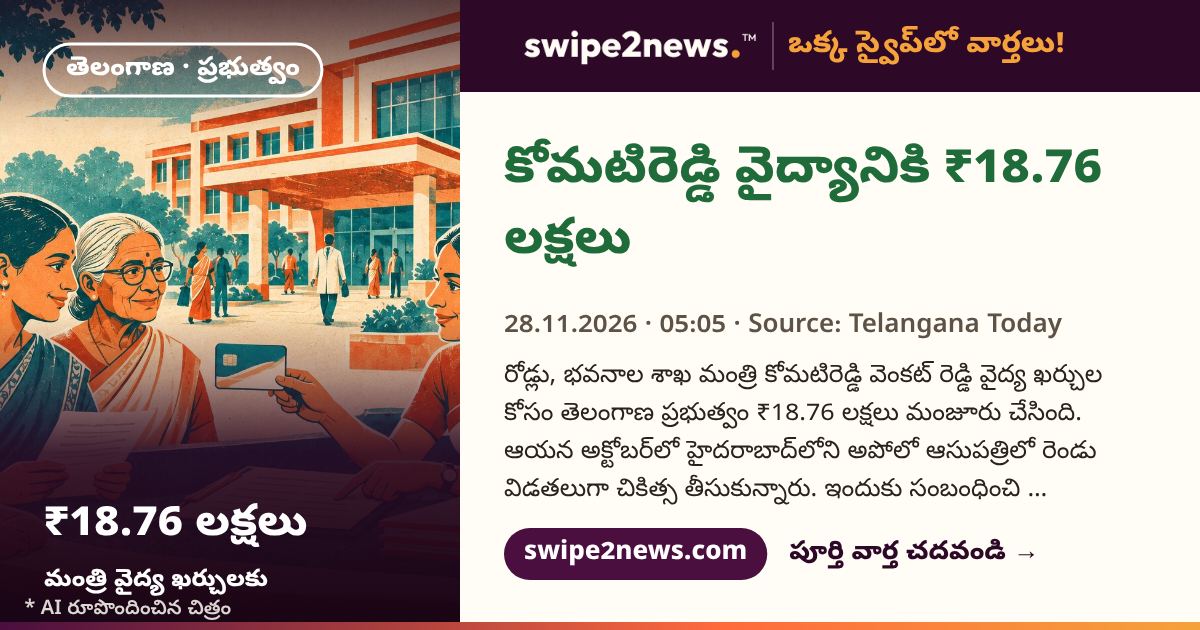 తెలంగాణ · ప్రభుత్వం
₹18.76 లక్షలు
మంత్రి వైద్య ఖర్చులకు
* AI రూపొందించిన చిత్రం
swipe2news.™ ఒక్క స్వైప్‌లో వార్తలు!
కోమటిరెడ్డి వైద్యానికి ₹18.76
లక్షలు
28.11.2026 · 05:05 · Source: Telangana Today
రోడ్లు, భవనాల శాఖ మంత్రి కోమటిరెడ్డి వెంకట్ రెడ్డి వైద్య ఖర్చుల
కోసం తెలంగాణ ప్రభుత్వం ₹18.76 లక్షలు మంజూరు చేసింది.
ఆయన అక్టోబర్‌లో హైదరాబాద్‌లోని అపోలో ఆసుపత్రిలో రెండు
విడతలుగా చికిత్స తీసుకున్నారు. ఇందుకు సంబంధించి ...
swipe2news.com పూర్తి వార్త చదవండి →